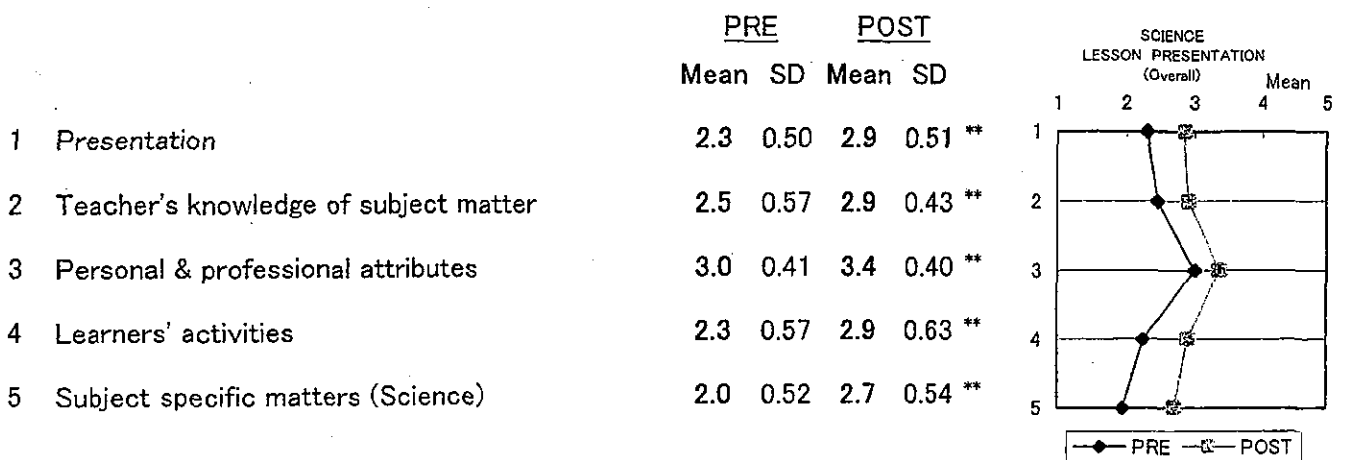 PRE POST
Mean SD Mean SD
1 Presentation 2.3 0.50 2.9 0.51 **
2 Teacher's knowledge of subject matter 2.5 0.57 2.9 0.43 **
3 Personal & professional attributes 3.0 0.41 3.4 0.40 **
4 Learners' activities 2.3 0.57 2.9 0.63 **
5 Subject specific matters (Science) 2.0 0.52 2.7 0.54 **
SCIENCE
LESSON PRESENTATION
(Overall)
Mean
1 2 3 4 5
1
2
3
4
5
PRE POST